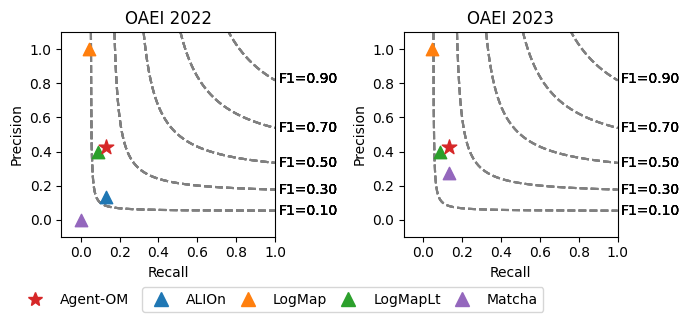 OAEI 2022
Precision
1.0
0.8
0.6
0.4
0.2
0.0
F1=0.90
F1=0.70
F1=0.50
F1=0.30
F1=0.10
0.0 0.2 0.4 0.6 0.8 1.0
Recall
OAEI 2023
Precision
1.0
0.8
0.6
0.4
0.2
0.0
F1=0.90
F1=0.70
F1=0.50
F1=0.30
F1=0.10
0.0 0.2 0.4 0.6 0.8 1.0
Recall
Agent-OM ALIOn LogMap LogMapLt Matcha